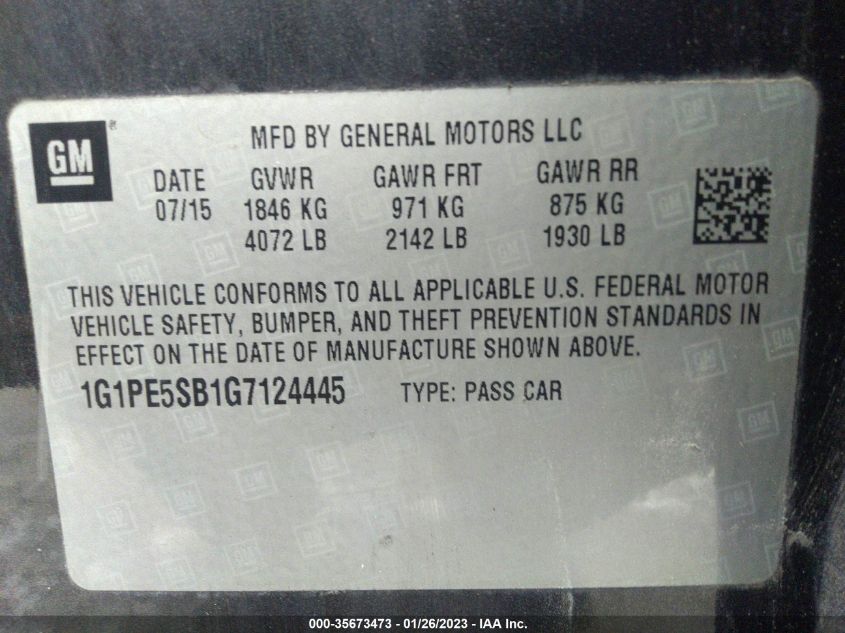 GM
MFD BY GENERAL MOTORS LLC
DATE GVWR GAWR FRT GAWR RR
07/15 1846 KG 971 KG 875 KG
4072 LB 2142 LB 1930 LB
THIS VEHICLE CONFORMS TO ALL APPLICABLE U.S. FEDERAL MOTOR
VEHICLE SAFETY, BUMPER, AND THEFT PREVENTION STANDARDS IN
EFFECT ON THE DATE OF MANUFACTURE SHOWN ABOVE.
1G1PE5SB1G7124445 TYPE: PASS CAR
000-35673473 — 01/26/2023 — IAA Inc.